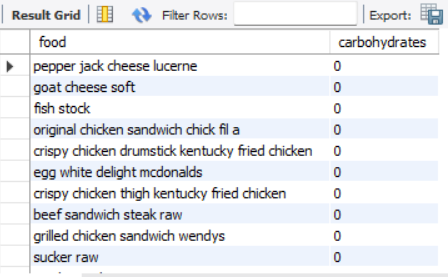 Result Grid Filter Rows: Export:
food carbohydrates
pepper jack cheese lucerne 0
goat cheese soft 0
fish stock 0
original chicken sandwich chick fil a 0
crispy chicken drumstick kentucky fried chicken 0
egg white delight mcdonalds 0
crispy chicken thigh kentucky fried chicken 0
beef sandwich steak raw 0
grilled chicken sandwich wendys 0
sucker raw 0